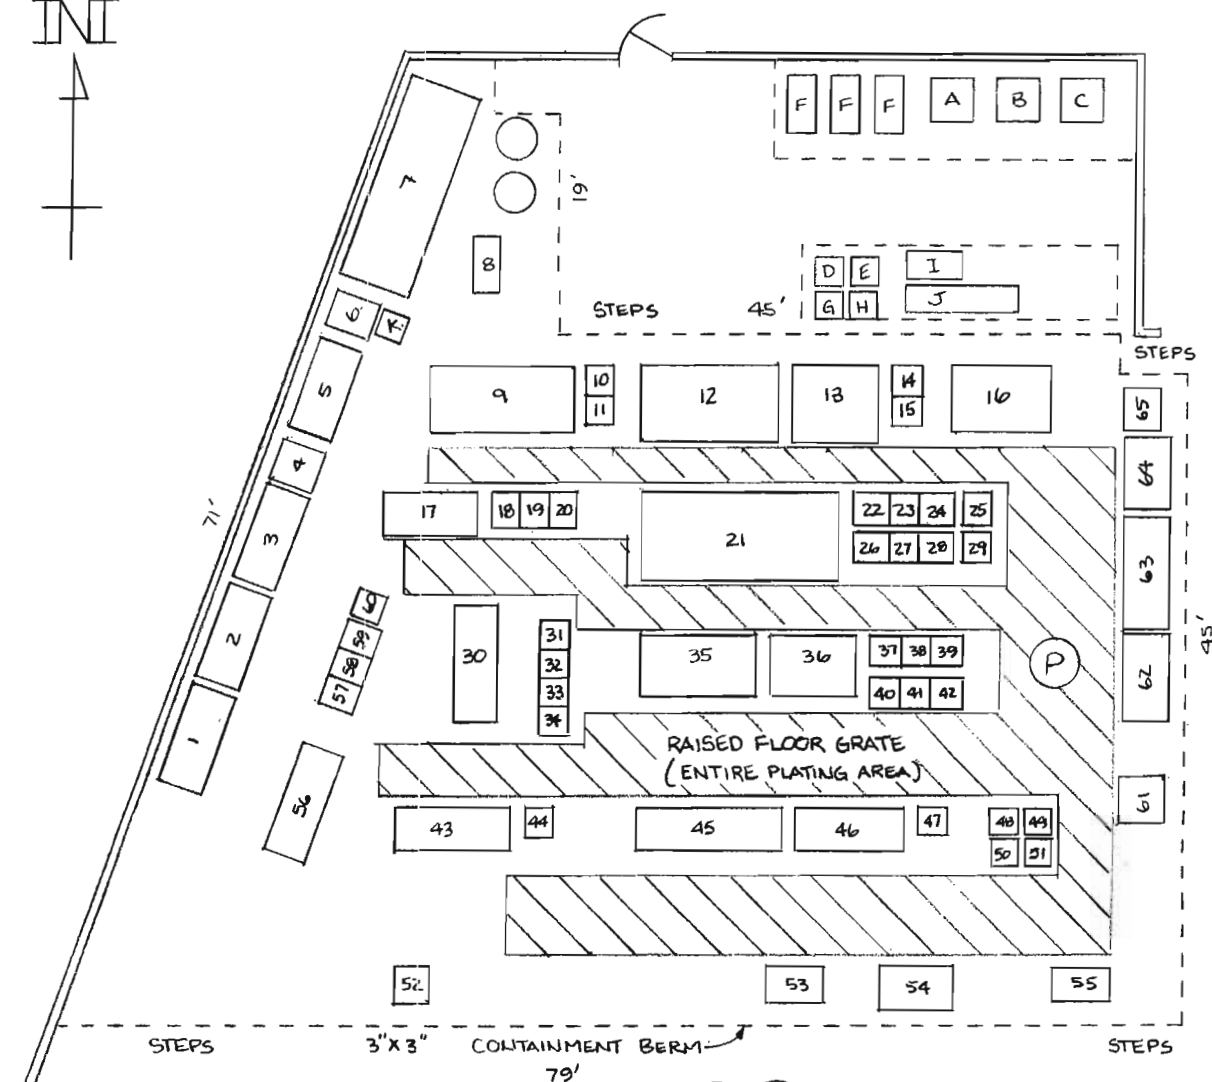 N
F F F A B C
7
19'
8
D E I
G H J
6 K
STEPS 45'
STEPS
5
9 10 12 13 14 16
11 15
65
4
64
71'
3
17 18 19 20 21 22 23 24 25
26 27 28 29
63
45'
60
2
59
58
57
30 31 35 36 37 38 39
32
33 40 41 42
34
P
62
1
RAISED FLOOR GRATE
(ENTIRE PLATING AREA)
56
61
43 44 45 46 47 48 49
50 51
52 53 54 55
STEPS 3"X3" CONTAINMENT BERM STEPS
79'